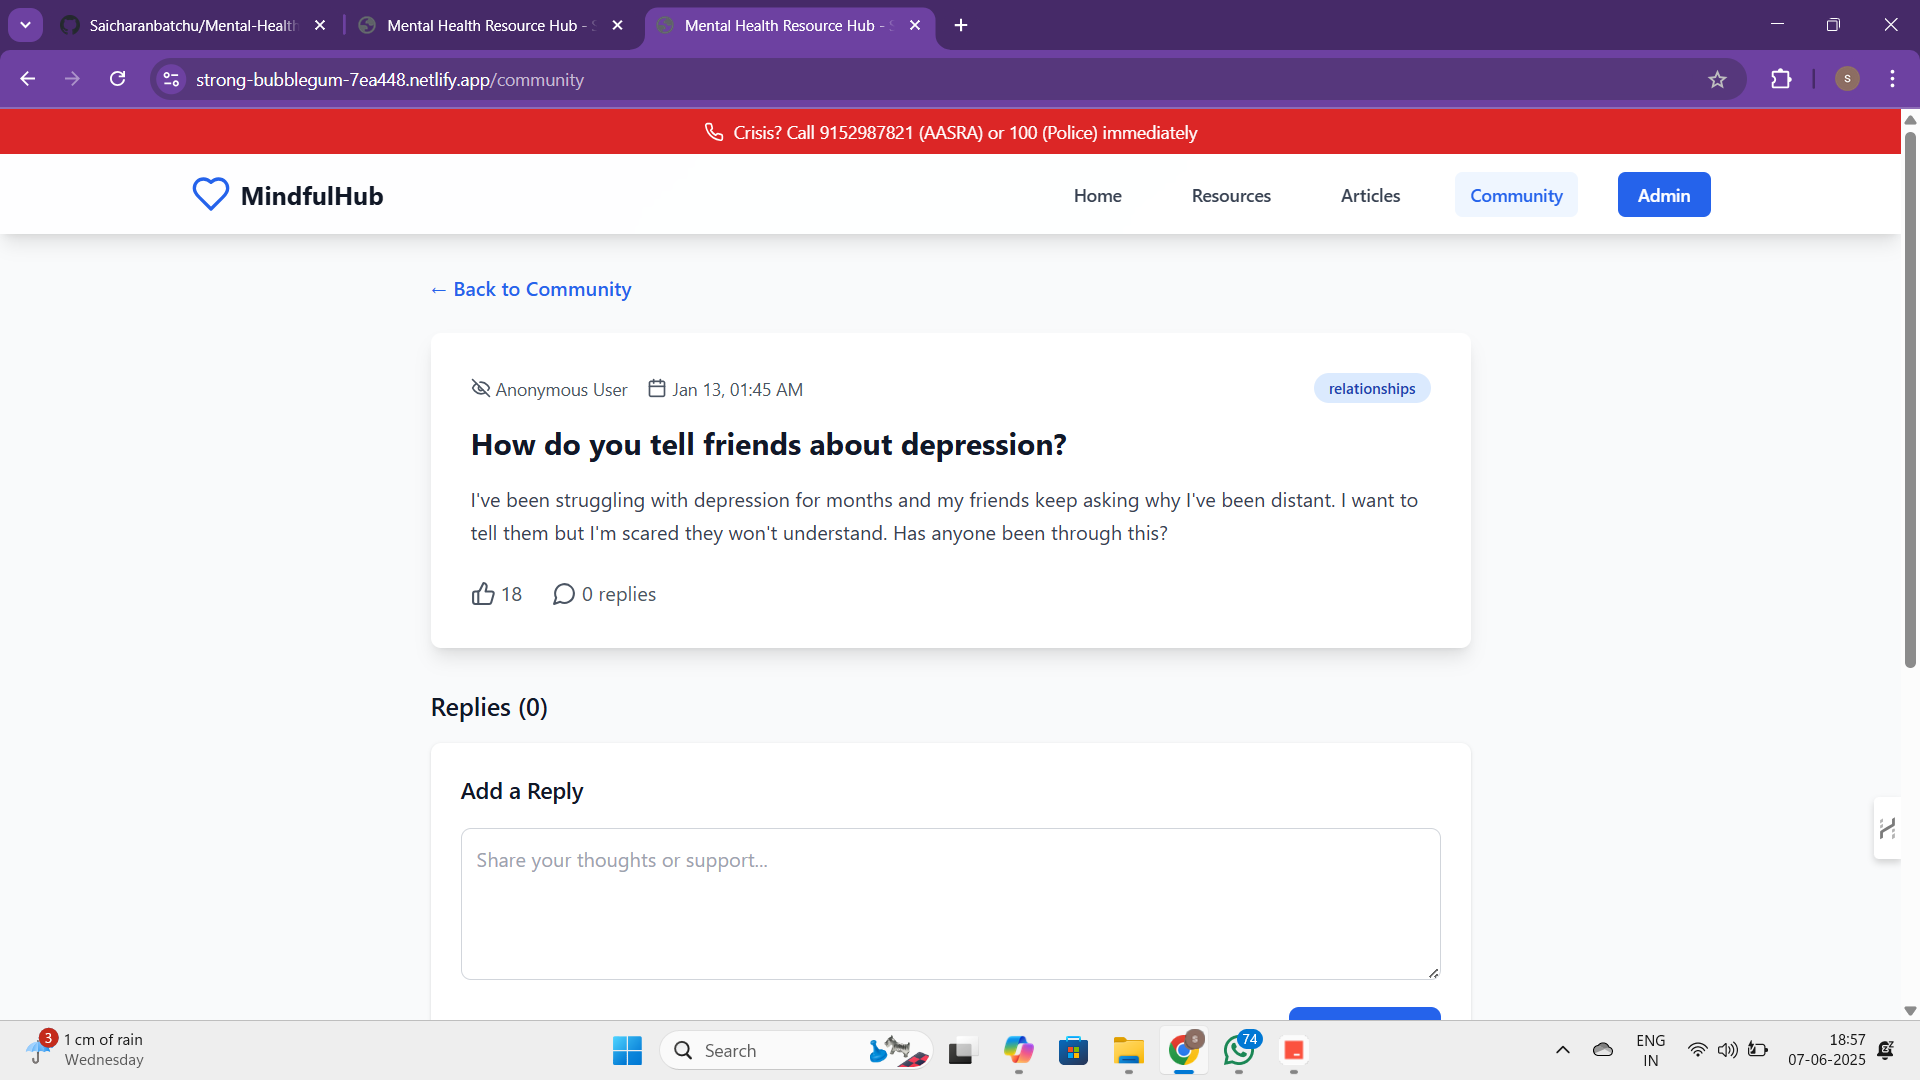 Saicharanbatchu/Mental-Healt
Mental Health Resource Hub -
Mental Health Resource Hub -
strong-bubblegum-7ea448.netlify.app/community
S
Crisis? Call 9152987821 (AASRA) or 100 (Police) immediately
MindfulHub
Home
Resources
Articles
Community
Admin
← Back to Community
Anonymous User
Jan 13, 01:45 AM
relationships
How do you tell friends about depression?
I've been struggling with depression for months and my friends keep asking why I've been distant. I want to
tell them but I'm scared they won't understand. Has anyone been through this?
18
0 replies
Replies (0)
Add a Reply
Share your thoughts or support...
3
1 cm of rain
Wednesday
Search
S
74
ENG
IN
18:57
07-06-2025